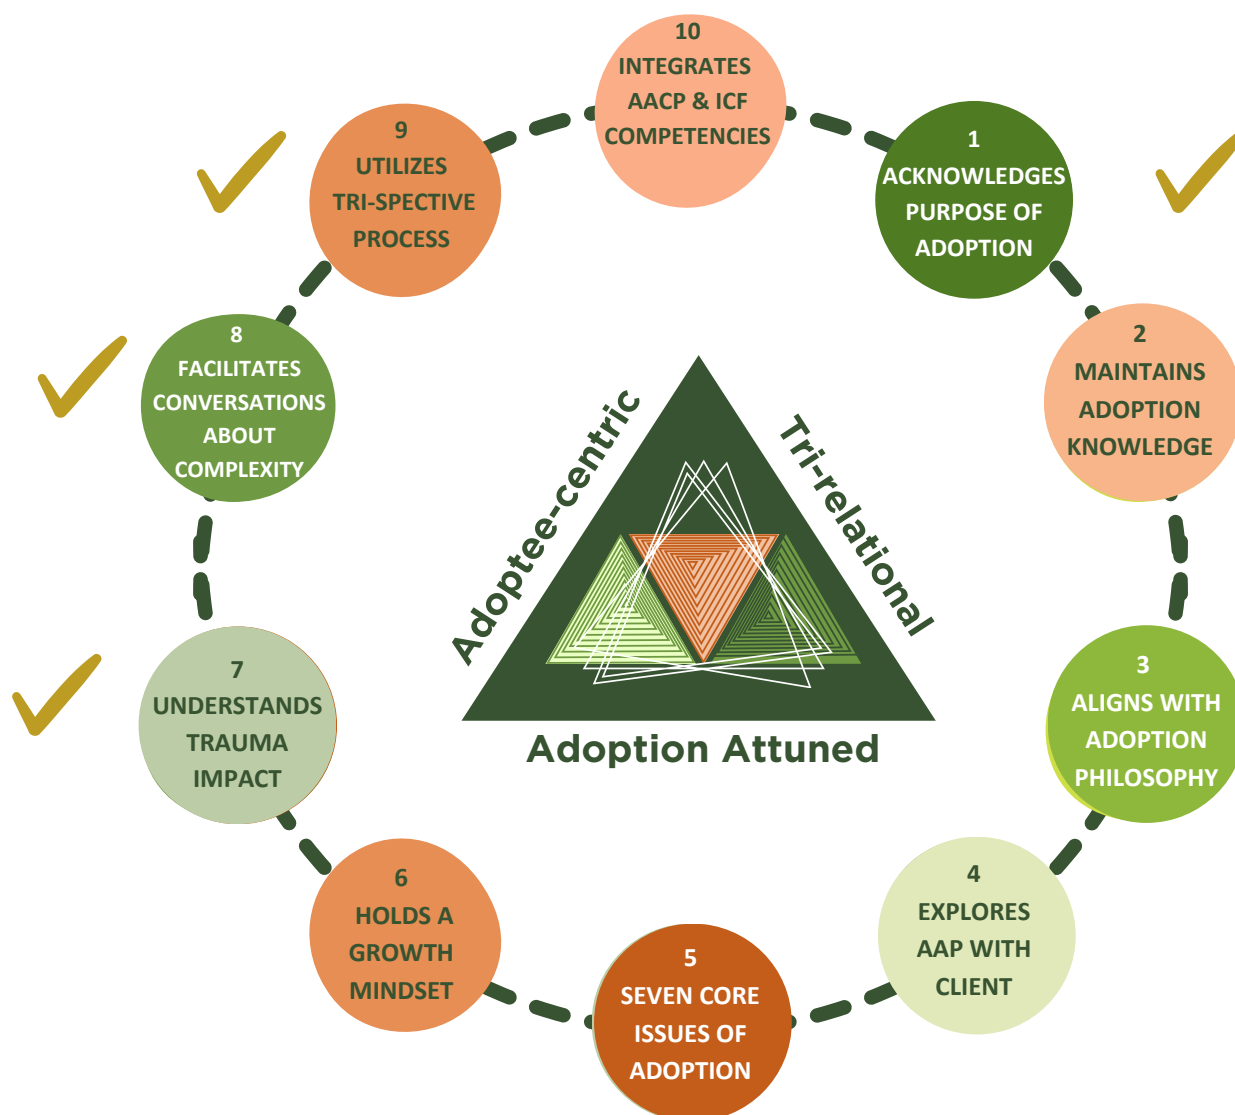 10
INTEGRATES
AACP & ICF
COMPETENCIES
1
ACKNOWLEDGES
PURPOSE OF
ADOPTION
2
MAINTAINS
ADOPTION
KNOWLEDGE
3
ALIGNS WITH
ADOPTION
PHILOSOPHY
4
EXPLORES
AAP WITH
CLIENT
5
SEVEN CORE
ISSUES OF
ADOPTION
6
HOLDS A
GROWTH
MINDSET
7
UNDERSTANDS
TRAUMA
IMPACT
8
FACILITATES
CONVERSATIONS
ABOUT
COMPLEXITY
9
UTILIZES
TRI-SPECTIVE
PROCESS
Adoptee-centric
Tri-relational
Adoption Attuned